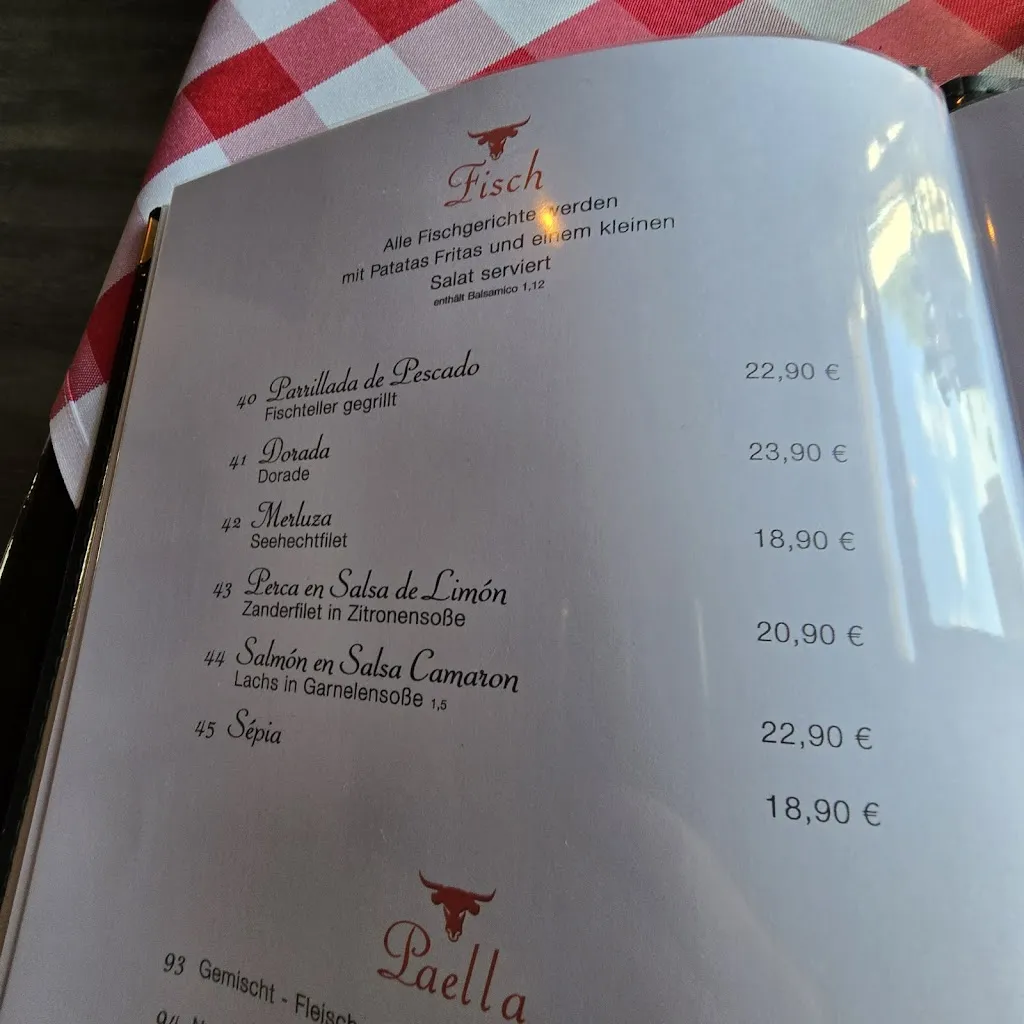 Fisch
Alle Fischgerichte werden
mit Patatas Fritas und einem kleinen
Salat serviert
enthält Balsamico 1,12
40 Parrillada de Pescado 22,90 €
Fischteller gegrillt
41 Dorada 23,90 €
Dorade
42 Merluza 18,90 €
Seehechtfilet
43 Perca en Salsa de Limón 20,90 €
Zanderfilet in Zitronensoße
44 Salmón en Salsa Camaron 22,90 €
Lachs in Garnelensoße 1,5
45 Sépia 18,90 €
Paella
93 Gemischt - Fleisch
94